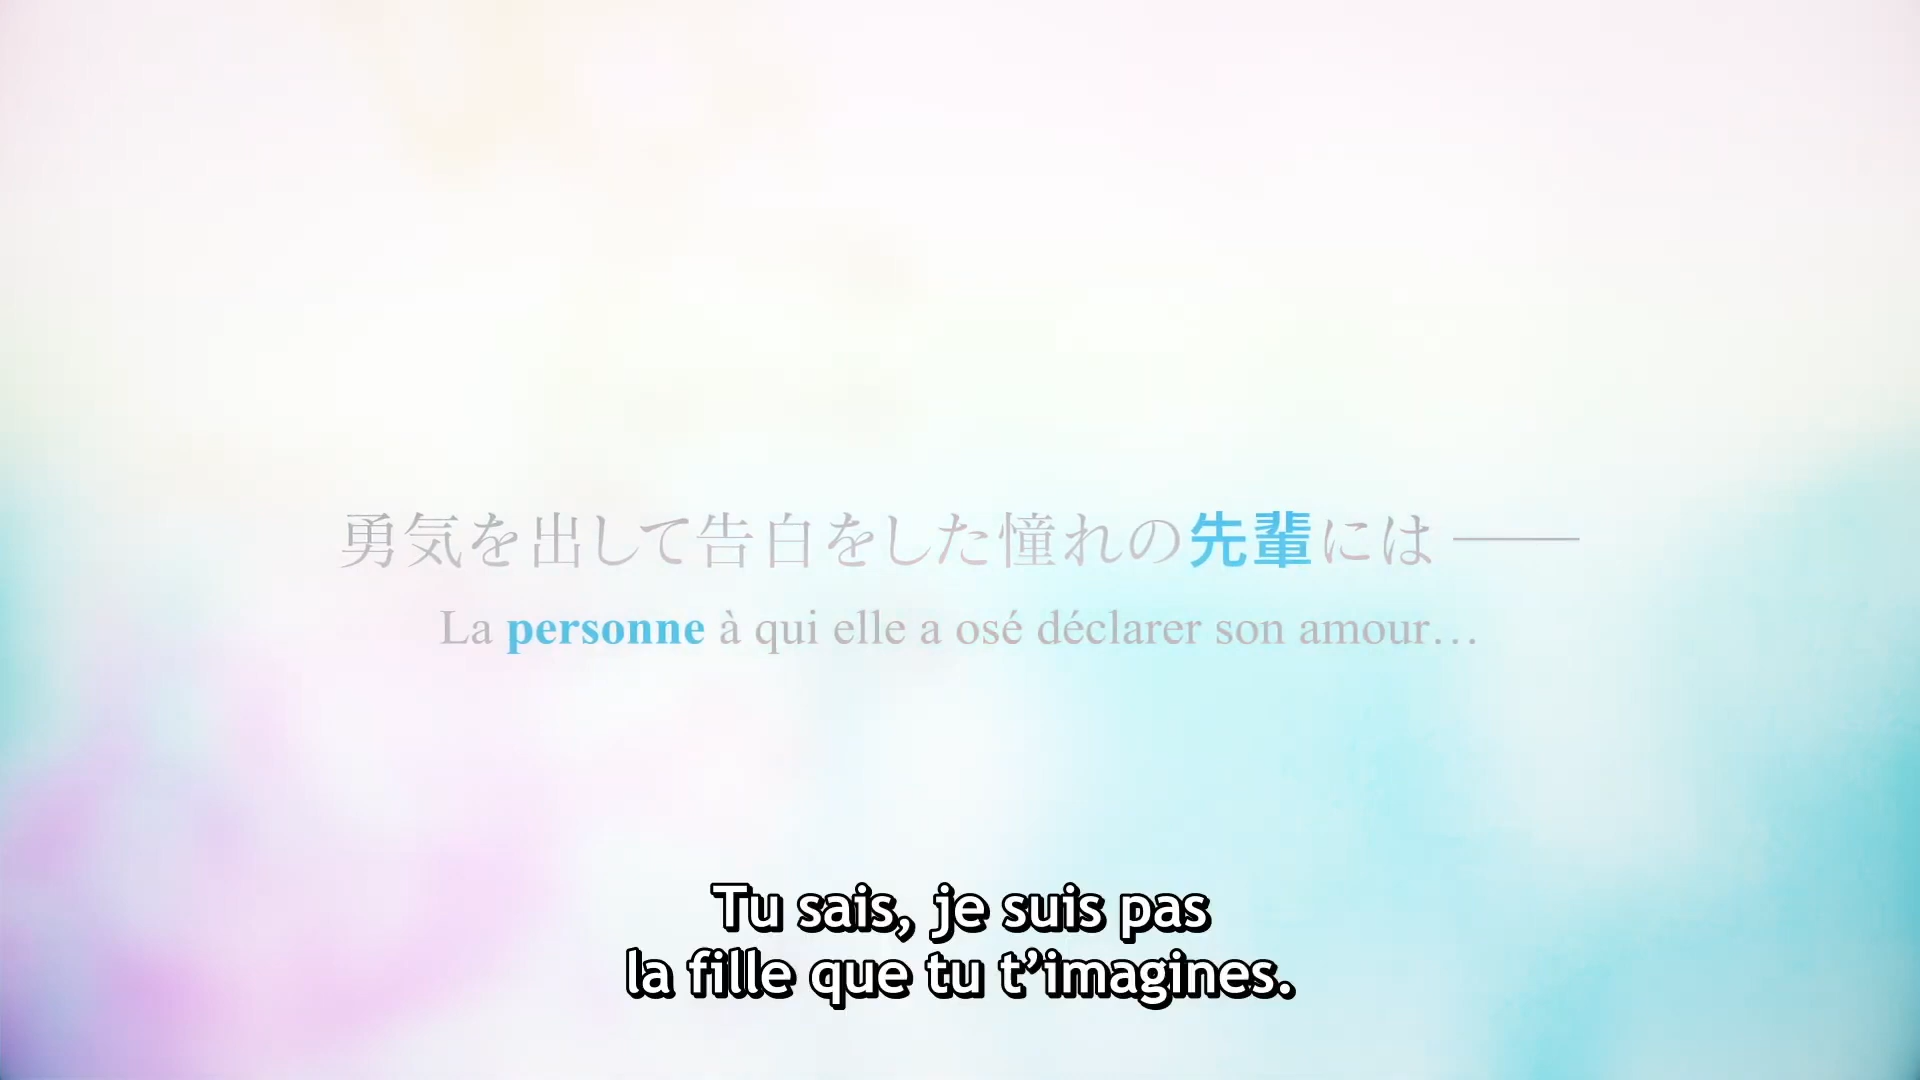 勇気を出して告白をした憧れの先輩には ――
La personne à qui elle a osé déclarer son amour…
Tu sais, je suis pas
la fille que tu t’imagines.